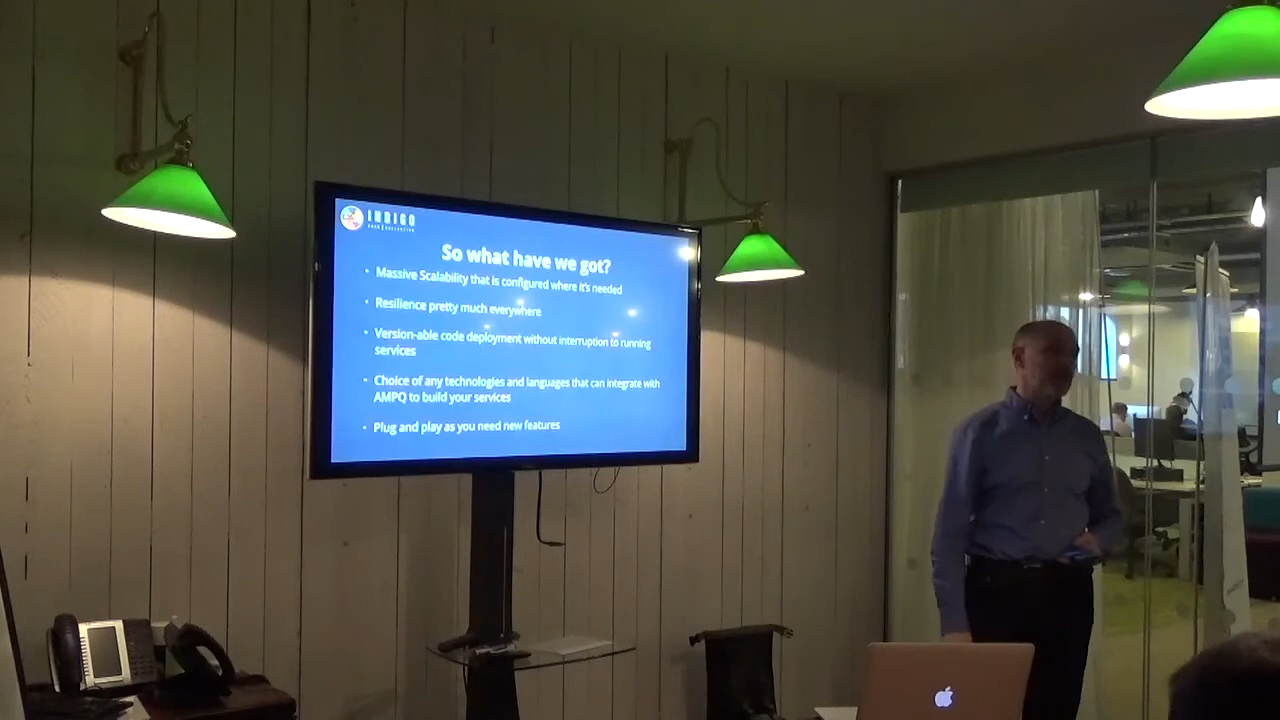 INDIGO
So what have we got?
• Massive Scalability that is configured where it's needed
• Resilience pretty much everywhere
• Version-able code deployment without interruption to running
services
• Choice of any technologies and languages that can integrate with
AMPQ to build your services
• Plug and play as you need new features